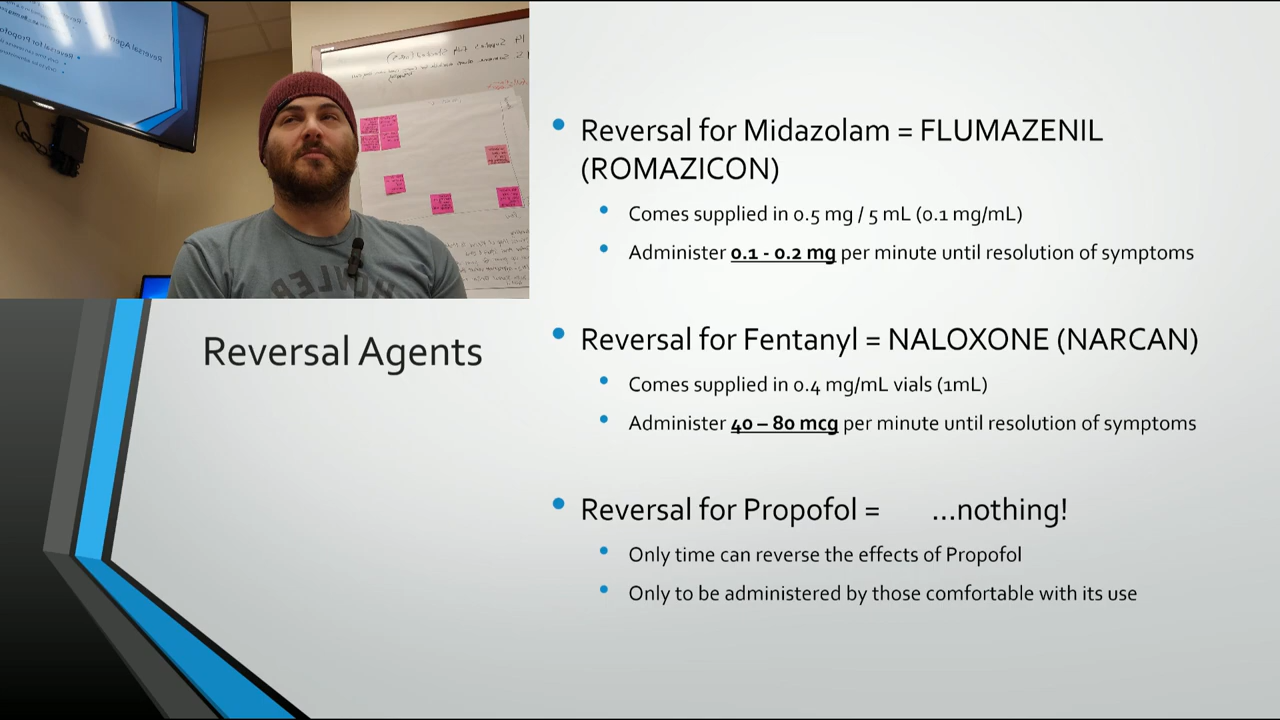 Reversal Agents
• Reversal for Midazolam = FLUMAZENIL
(ROMAZICON)
• Comes supplied in 0.5 mg / 5 mL (0.1 mg/mL)
• Administer 0.1 - 0.2 mg per minute until resolution of symptoms
• Reversal for Fentanyl = NALOXONE (NARCAN)
• Comes supplied in 0.4 mg/mL vials (1mL)
• Administer 40 – 80 mcg per minute until resolution of symptoms
• Reversal for Propofol = ...nothing!
• Only time can reverse the effects of Propofol
• Only to be administered by those comfortable with its use